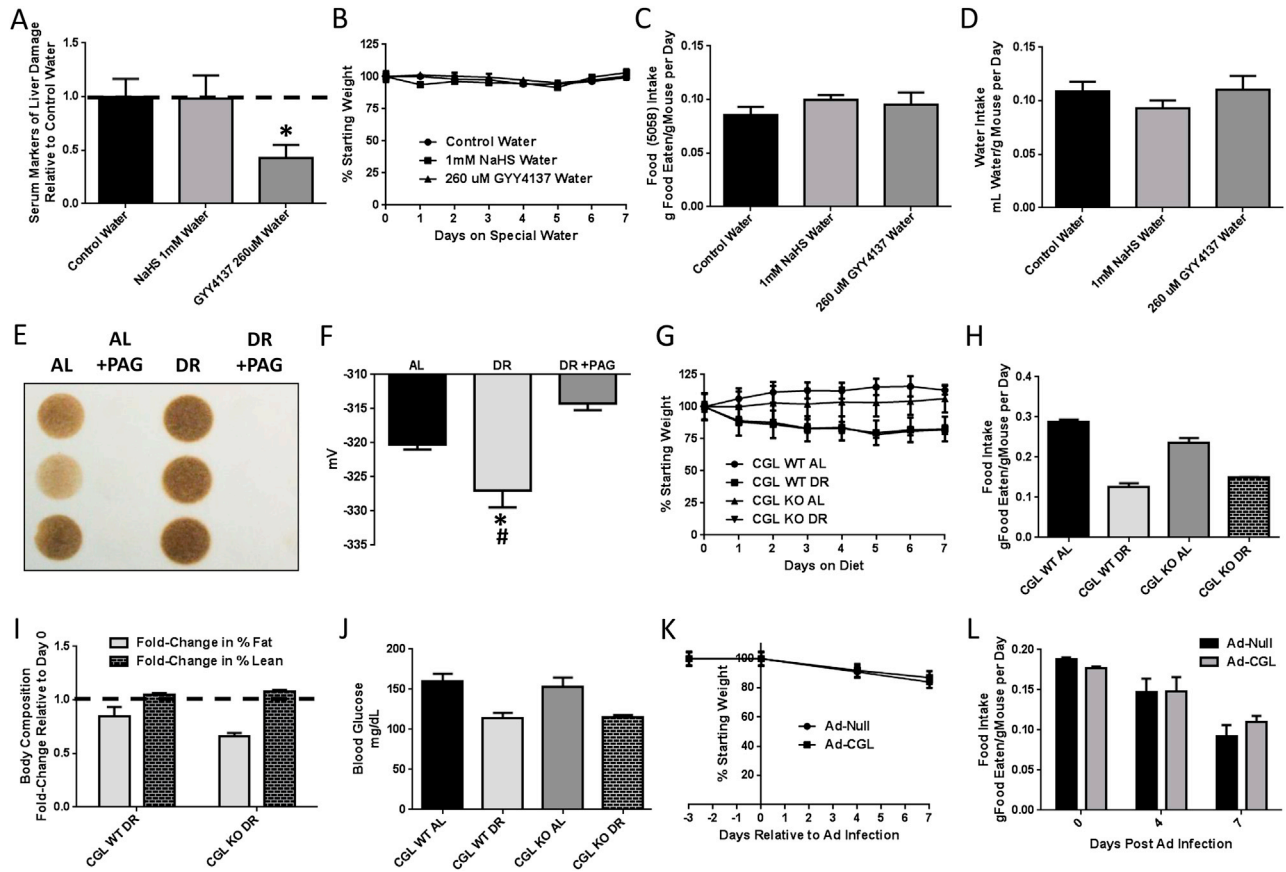 A
Serum Markers of Liver Damage
Relative to Control Water
1.5
1.0
0.5
0.0
*
Control Water
NaHS 1mM Water
GYY4137 260uM Water
B
% Starting Weight
125
100
75
50
25
0
Control Water
1mM NaHS Water
260 uM GYY4137 Water
0 1 2 3 4 5 6 7
Days on Special Water
C
Food (5058) Intake
g Food Eaten/gMouse per Day
0.15
0.10
0.05
0.00
Control Water
1mM NaHS Water
260 uM GYY4137 Water
D
Water Intake
mL Water/g Mouse per Day
0.15
0.10
0.05
0.00
Control Water
1mM NaHS Water
260 uM GYY4137 Water
E
AL
AL
+PAG
DR
DR
+PAG
F
mV
-310
-315
-320
-325
-330
-335
AL
DR
DR +PAG
*
#
G
% Starting Weight
125
100
75
50
25
0
CGL WT AL
CGL WT DR
CGL KO AL
CGL KO DR
0 1 2 3 4 5 6 7
Days on Diet
H
Food Intake
gFood Eaten/gMouse per Day
0.4
0.3
0.2
0.1
0.0
CGL WT AL
CGL WT DR
CGL KO AL
CGL KO DR
I
Body Composition
Fold-Change Relative to Day 0
1.5
1.0
0.5
0.0
Fold-Change in % Fat
Fold-Change in % Lean
CGL WT DR
CGL KO DR
J
Blood Glucose
mg/dL
200
150
100
50
0
CGL WT AL
CGL WT DR
CGL KO AL
CGL KO DR
K
% Starting Weight
100
80
60
40
20
Ad-Null
Ad-CGL
-3 -2 -1 0 1 2 3 4 5 6 7
Days Relative to Ad Infection
L
Food Intake
gFood Eaten/gMouse per Day
0.20
0.15
0.10
0.05
0.00
Ad-Null
Ad-CGL
0
4
7
Days Post Ad Infection